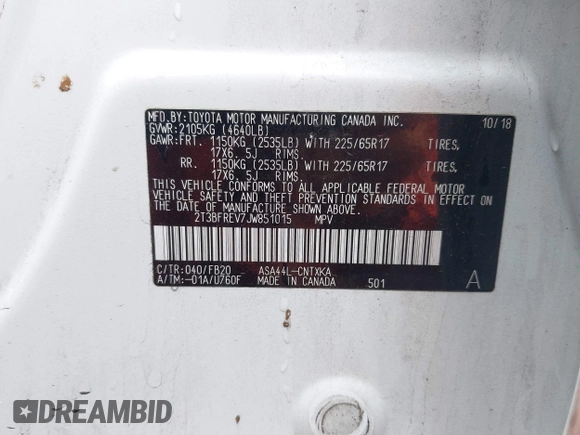 MFD. BY: TOYOTA MOTOR MANUFACTURING CANADA INC. 10/18
GVWR: 2105KG (4640LB)
GAWR: FRT. 1150KG (2535LB) WITH 225/65R17 TIRES,
17X6. 5J RIMS.
RR. 1150KG (2535LB) WITH 225/65R17 TIRES,
17X6. 5J RIMS.
THIS VEHICLE CONFORMS TO ALL APPLICABLE FEDERAL MOTOR
VEHICLE SAFETY AND THEFT PREVENTION STANDARDS IN EFFECT
ON THE DATE OF MANUFACTURE SHOWN ABOVE.
2T3BFREV7JW851015 MPV
C/TR: 040/FB20 ASA44L-CNTXKA
A/TM: -01A/U760F MADE IN CANADA 501 A
DREAMBID